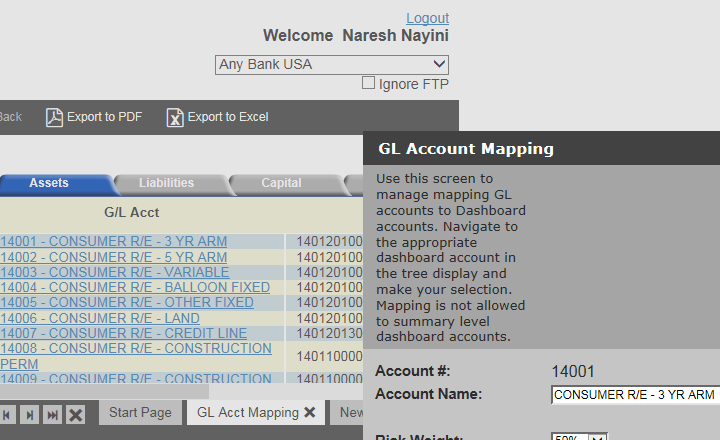 Logout
Welcome Naresh Nayini
Any Bank USA
Ignore FTP
Back
Export to PDF
Export to Excel
Assets
Liabilities
Capital
G/L Acct
14001 - CONSUMER R/E - 3 YR ARM 140120100
14002 - CONSUMER R/E - 5 YR ARM 140120100
14003 - CONSUMER R/E - VARIABLE 140120100
14004 - CONSUMER R/E - BALLOON FIXED 140120100
14005 - CONSUMER R/E - OTHER FIXED 140120100
14006 - CONSUMER R/E - LAND 140120100
14007 - CONSUMER R/E - CREDIT LINE 140120130
14008 - CONSUMER R/E - CONSTRUCTION 140110000
PERM
14009 - CONSUMER R/E - CONSTRUCTION 140110000
Start Page
GL Acct Mapping
New
GL Account Mapping
Use this screen to
manage mapping GL
accounts to Dashboard
accounts. Navigate to
the appropriate
dashboard account in
the tree display and
make your selection.
Mapping is not allowed
to summary level
dashboard accounts.
Account #: 14001
Account Name: CONSUMER R/E - 3 YR ARM
Risk Weight: 50%